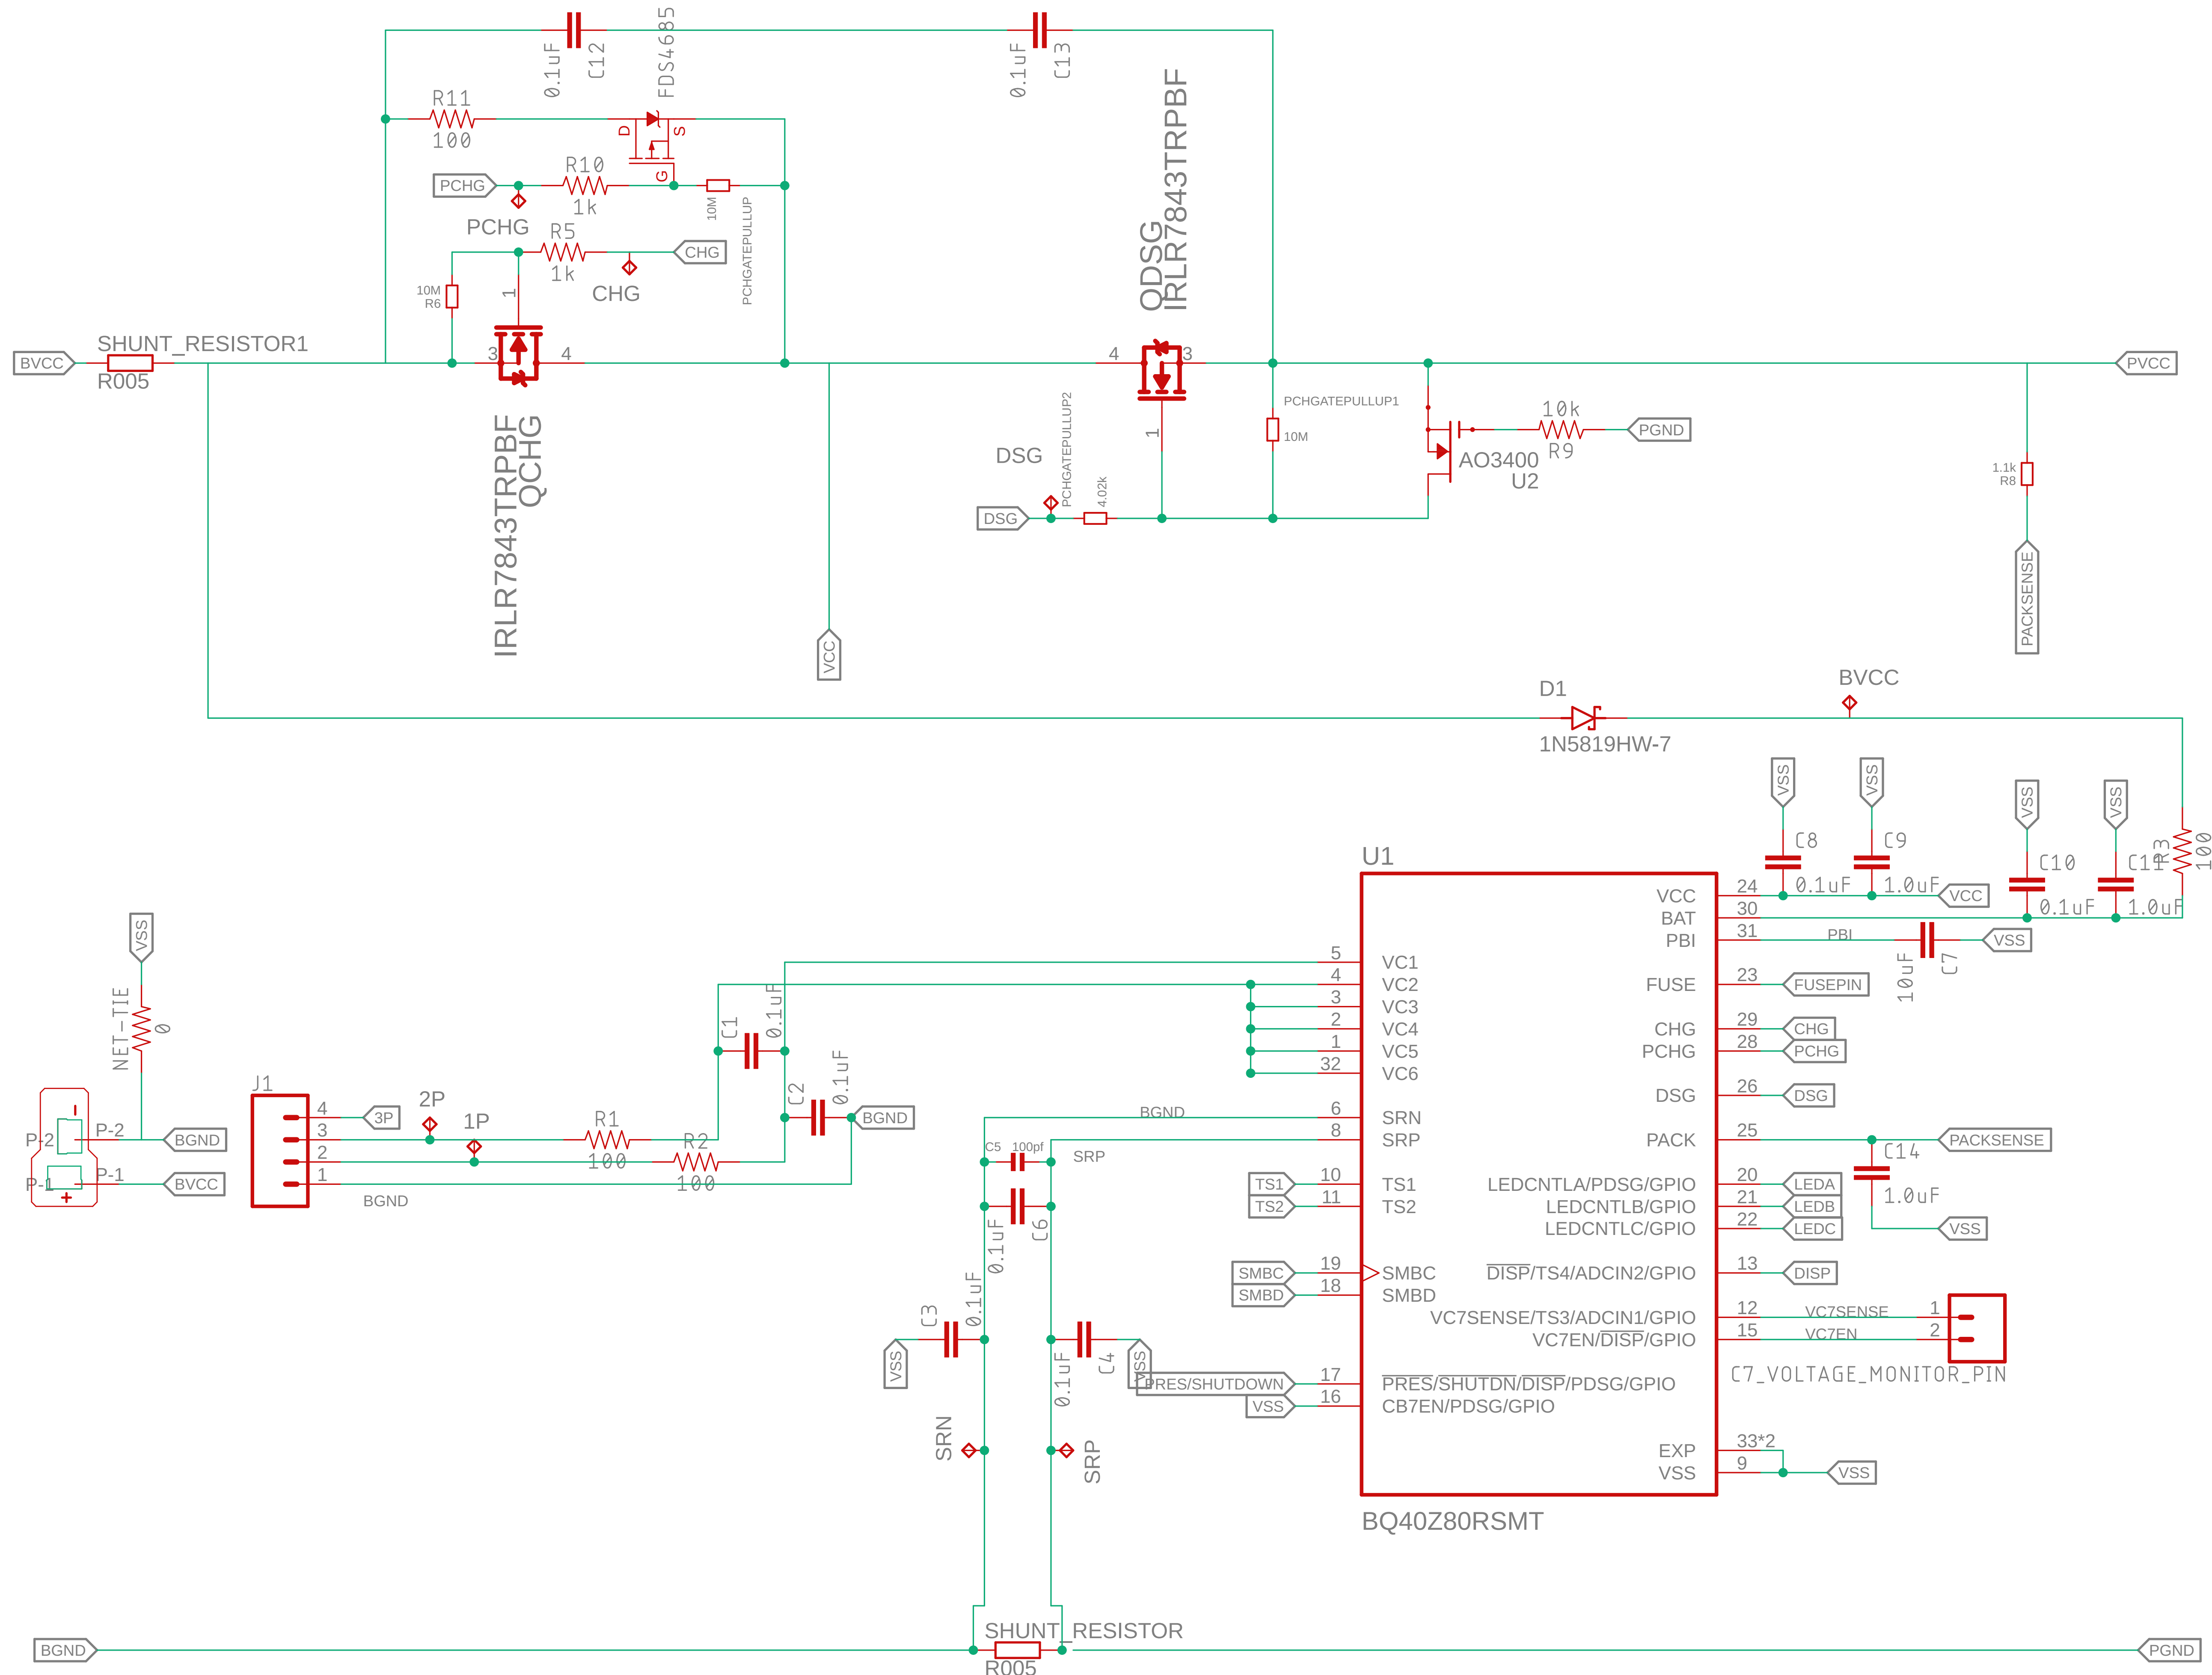 0.1uF
C12
FDS4685
0.1uF
C13
R11
100
D
S
G
R10
PCHG
1k
10M
PCHGATEPULLUP
PCHG
R5
CHG
1k
CHG
10M
R6
1
QDSG
IRLR7843TRPBF
SHUNT_RESISTOR1
BVCC
R005
3
4
4
3
PVCC
IRLR7843TRPBF
QCHG
PCHGATEPULLUP1
10M
10k
PGND
R9
AO3400
U2
1
DSG
PCHGATEPULLUP2
4.02k
DSG
1.1k
R8
PACKSENSE
VCC
D1
1N5819HW-7
BVCC
VSS
VSS
VSS
VSS
C8
0.1uF
C9
1.0uF
C10
0.1uF
C11
1.0uF
R3
100
U1
VCC
24
VCC
BAT
30
PBI
31
PBI
VSS
10uF
C7
FUSE
23
FUSEPIN
CHG
29
CHG
PCHG
28
PCHG
DSG
26
DSG
PACK
25
PACKSENSE
C14
1.0uF
VSS
LEDCNTLA/PDSG/GPIO
20
LEDA
LEDCNTLB/GPIO
21
LEDB
LEDCNTLC/GPIO
22
LEDC
DISP/TS4/ADCIN2/GPIO
13
DISP
VC7SENSE/TS3/ADCIN1/GPIO
12
VC7SENSE
1
VC7EN/DISP/GPIO
15
VC7EN
2
C7_VOLTAGE_MONITOR_PIN
EXP
33*2
VSS
9
VSS
5
VC1
4
VC2
3
VC3
2
VC4
1
VC5
32
VC6
BGND
6
SRN
8
SRP
TS1
10
TS1
TS2
11
TS2
SMBC
19
SMBC
SMBD
18
SMBD
PRES/SHUTDOWN
17
PRES/SHUTDN/DISP/PDSG/GPIO
VSS
16
CB7EN/PDSG/GPIO
BQ40Z80RSMT
VSS
NET-TIE
0
-
P-2
P-2
BGND
P-1
P-1
BVCC
+
J1
4
3P
3
2
1
2P
1P
BGND
R1
100
R2
100
C1
0.1uF
C2
0.1uF
BGND
C5
100pf
SRP
0.1uF
C6
C3
0.1uF
VSS
0.1uF
C4
VSS
SRN
SRP
SHUNT_RESISTOR
R005
BGND
PGND